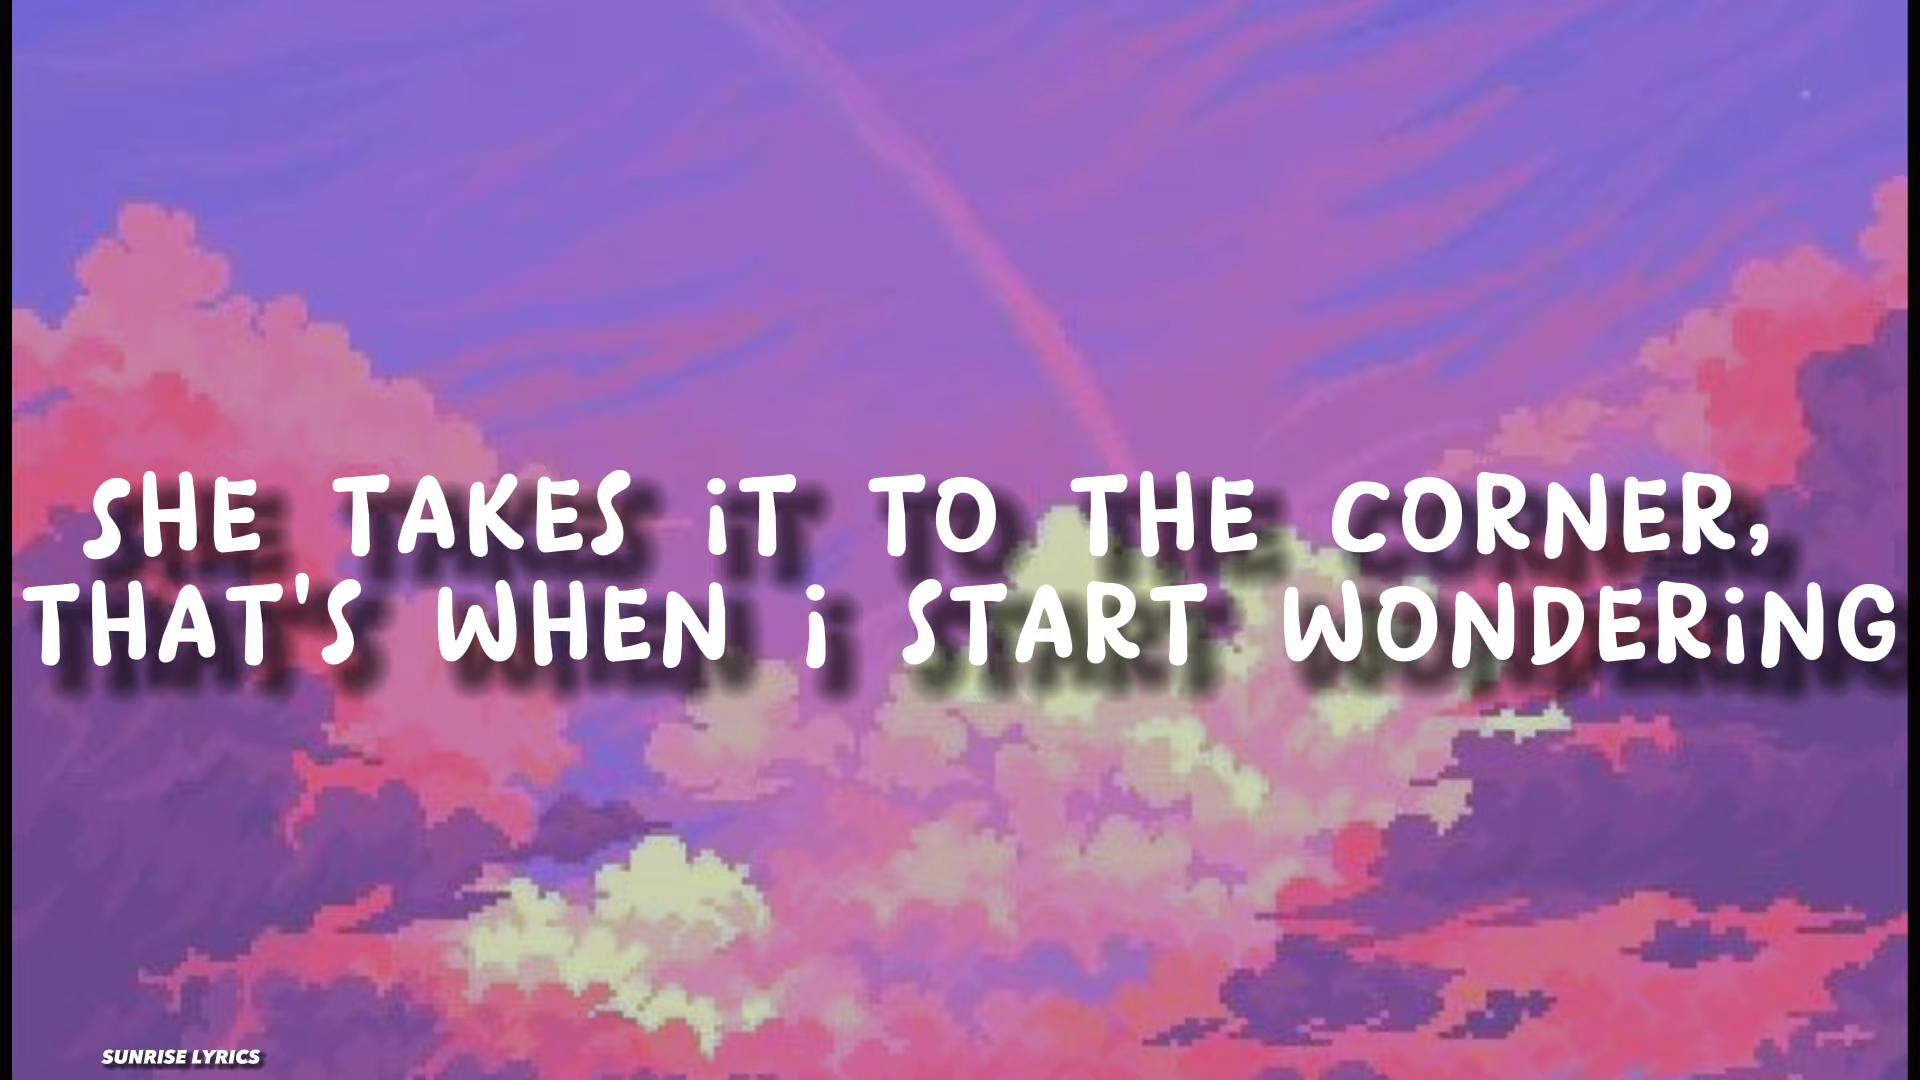 SHE TAKES iT TO THE CORNER,
THAT'S WHEN i START WONDERiNG
SUNRISE LYRICS